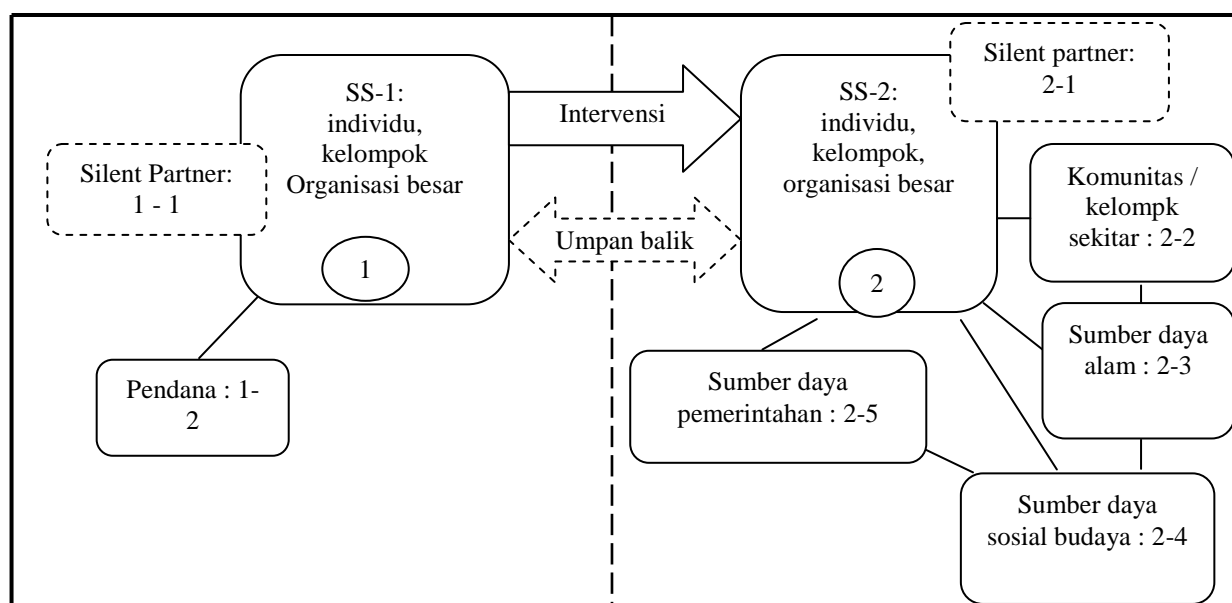 SS-1:
individu,
kelompok
Organisasi besar
1
Silent Partner:
1 - 1
Pendana : 1-
2
Intervensi
Umpan balik
SS-2:
individu,
kelompok,
organisasi besar
2
Silent partner:
2-1
Komunitas /
kelompk
sekitar : 2-2
Sumber daya
alam : 2-3
Sumber daya
pemerintahan : 2-5
Sumber daya
sosial budaya : 2-4